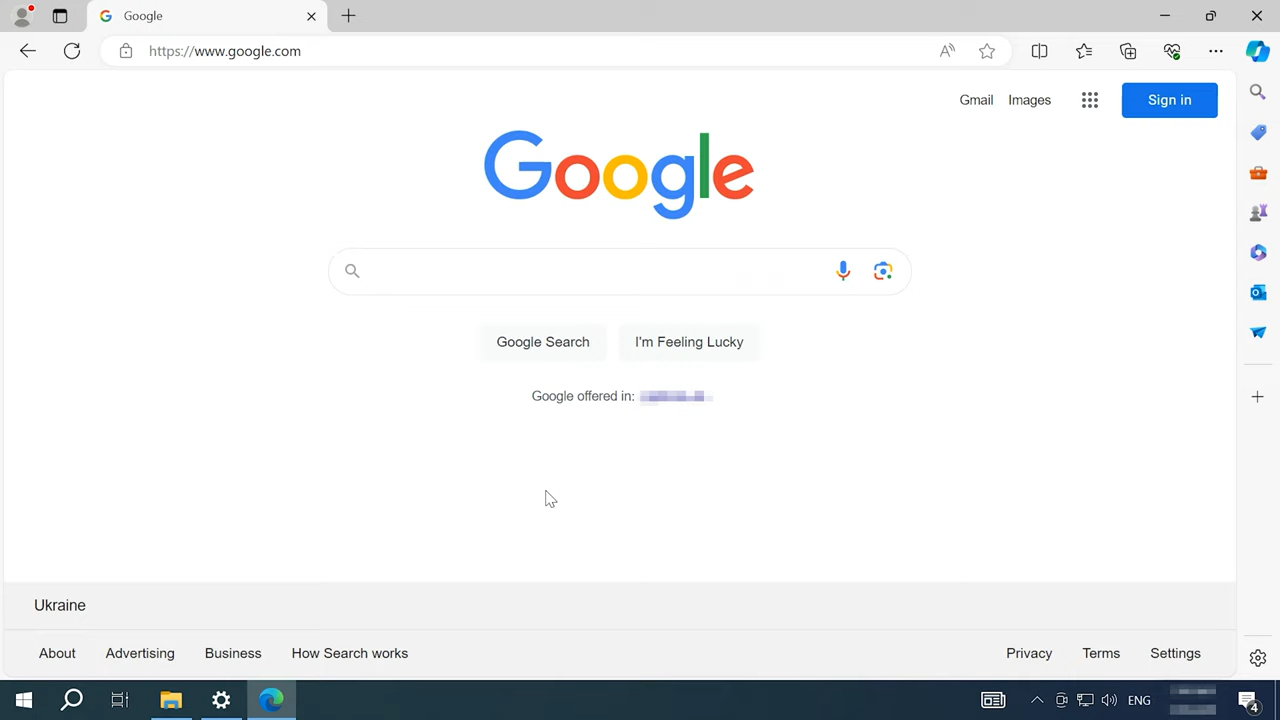 Google
https://www.google.com
Gmail
Images
Sign in
Google
Google Search
I'm Feeling Lucky
Google offered in:
Ukraine
About
Advertising
Business
How Search works
Privacy
Terms
Settings
ENG
4